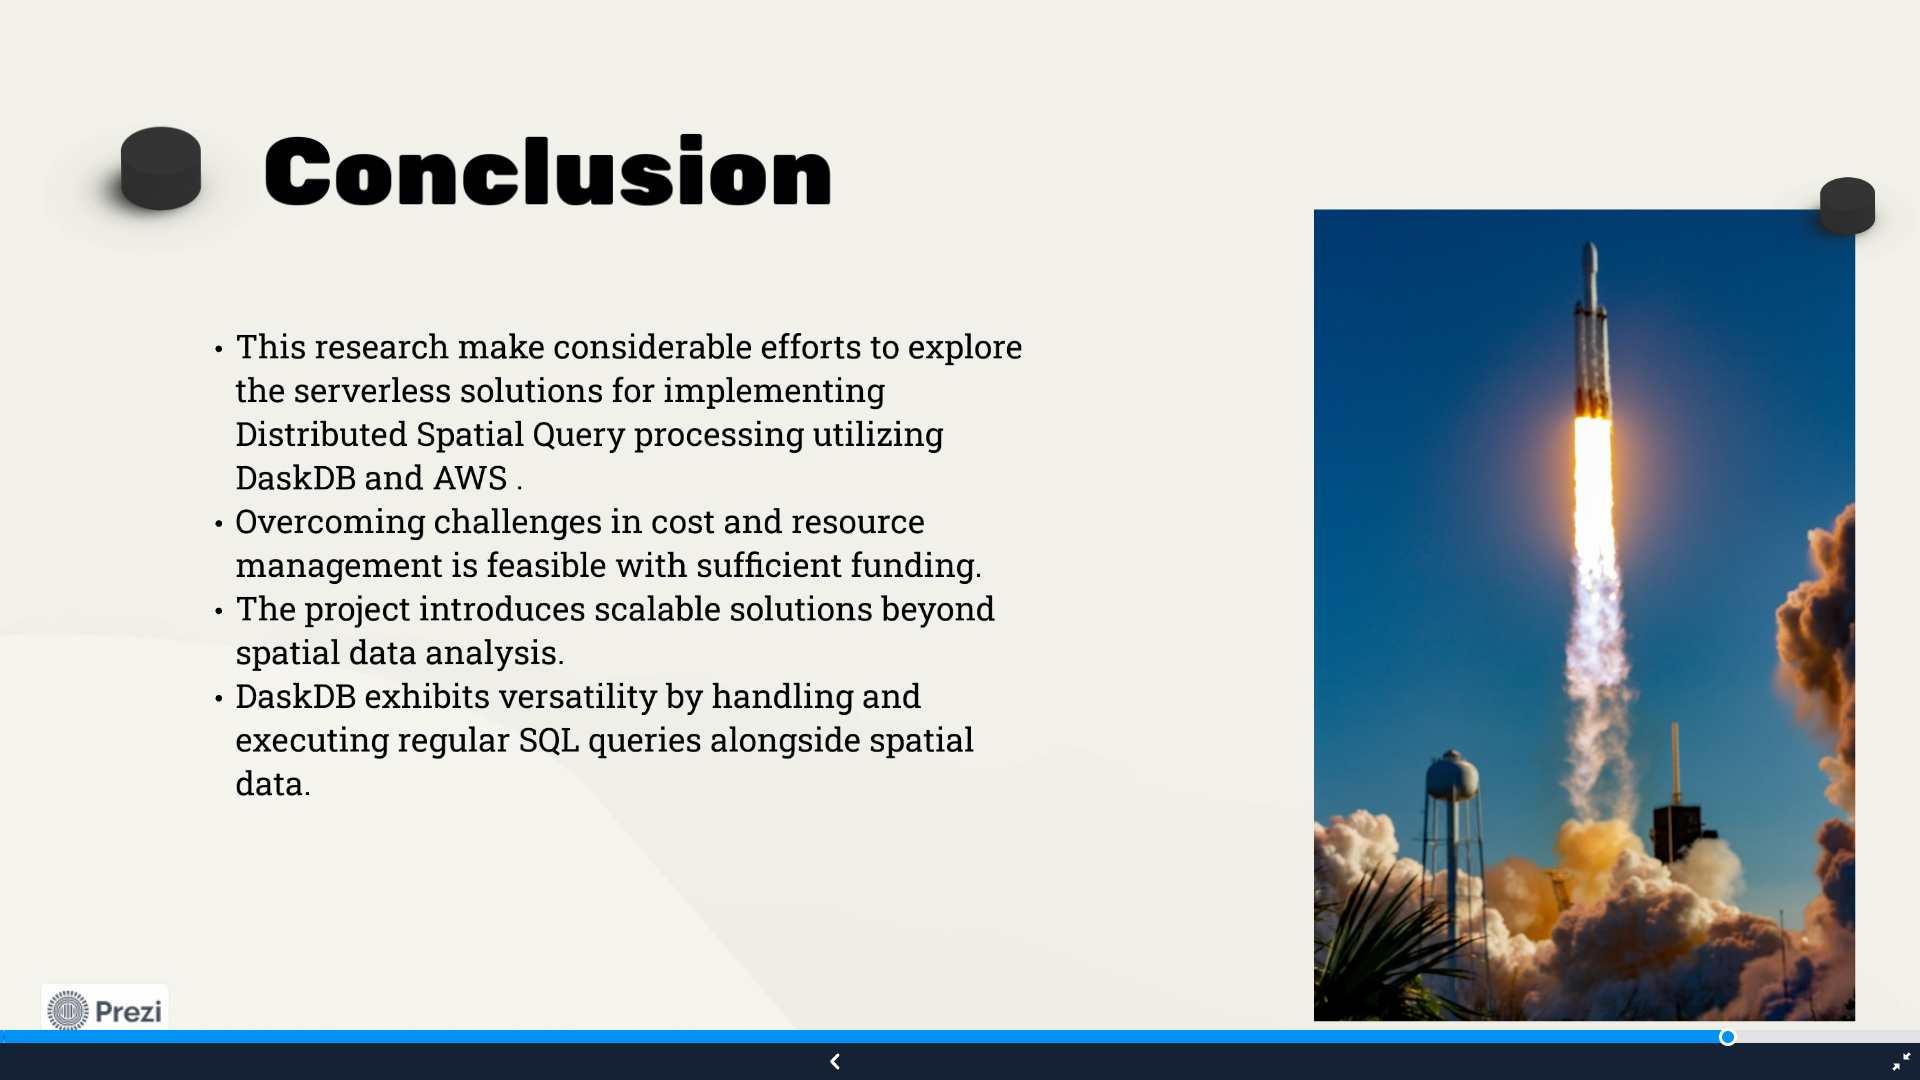 Conclusion
• This research make considerable efforts to explore
the serverless solutions for implementing
Distributed Spatial Query processing utilizing
DaskDB and AWS .
• Overcoming challenges in cost and resource
management is feasible with sufficient funding.
• The project introduces scalable solutions beyond
spatial data analysis.
• DaskDB exhibits versatility by handling and
executing regular SQL queries alongside spatial
data.
Prezi